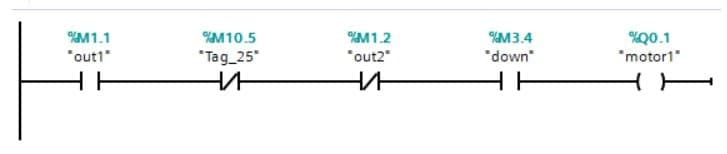 %M1.1 %M10.5 %M1.2 %M3.4 %Q0.1
"out1" "Tag_25" "out2" "down" "motor1"